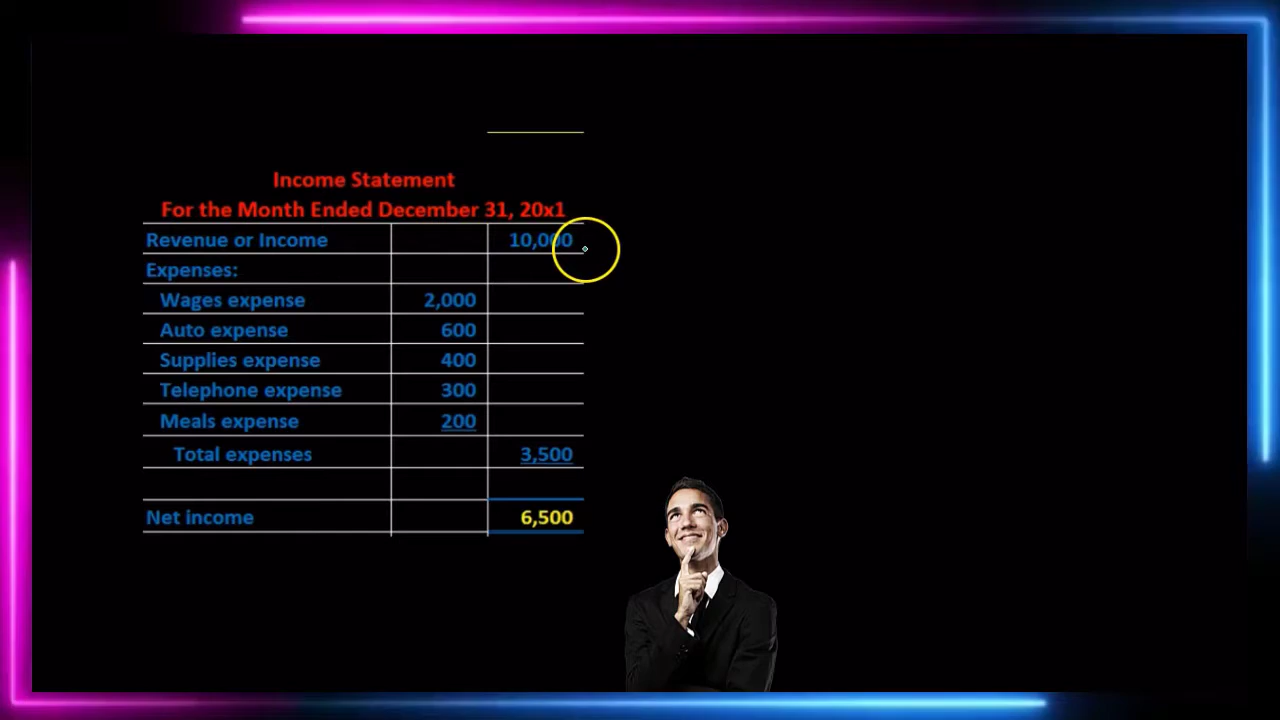 Income Statement
For the Month Ended December 31, 20x1
Revenue or Income 10,000
Expenses:
Wages expense 2,000
Auto expense 600
Supplies expense 400
Telephone expense 300
Meals expense 200
Total expenses 3,500
Net income 6,500